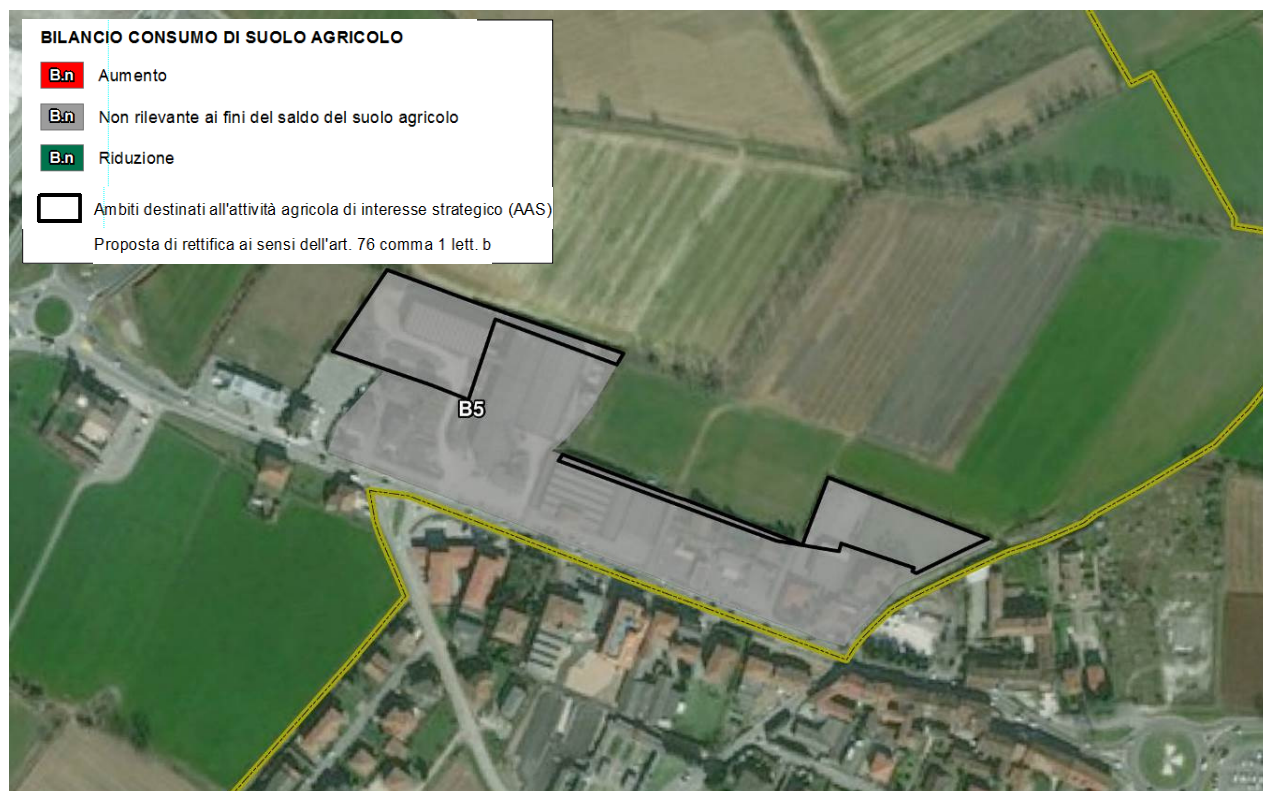 BILANCIO CONSUMO DI SUOLO AGRICOLO
B.n Aumento
B.n Non rilevante ai fini del saldo del suolo agricolo
B.n Riduzione
Ambiti destinati all'attività agricola di interesse strategico (AAS)
Proposta di rettifica ai sensi dell'art. 76 comma 1 lett. b
B5